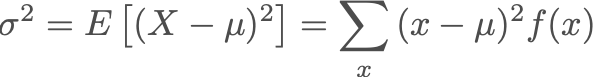 σ² = E [(X − μ)²] = ∑ₓ (x − μ)² f(x)